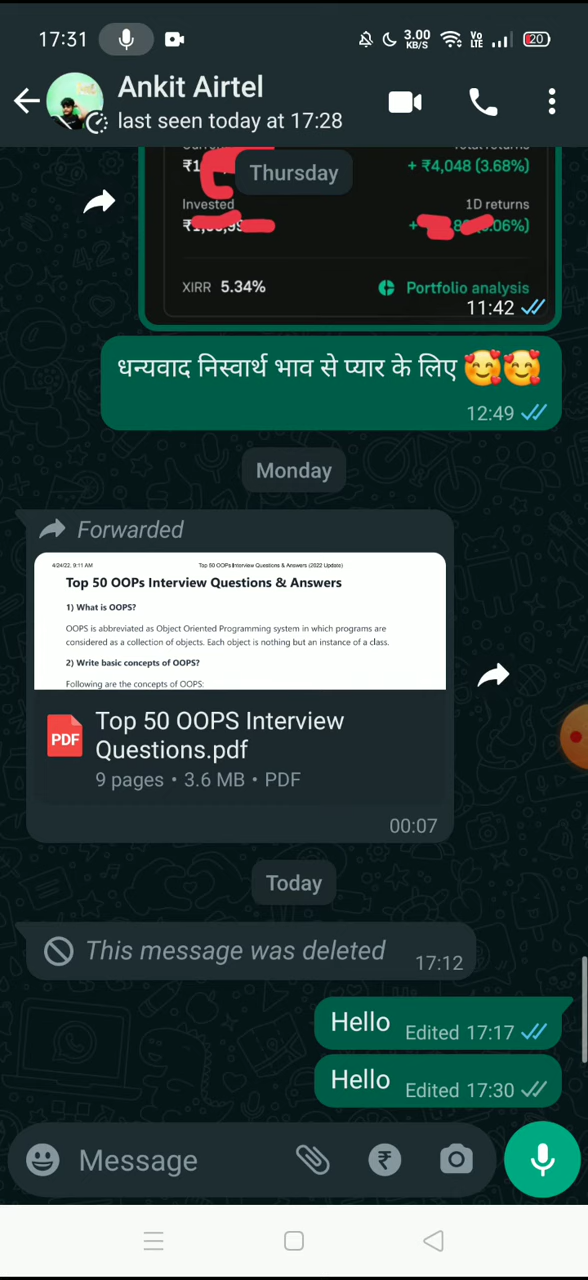 17:31
3.00
KB/S
Vo
LTE
20
Ankit Airtel
last seen today at 17:28
+ ₹4,048 (3.68%)
Thursday
Invested
1D returns
XIRR 5.34%
Portfolio analysis
11:42
धन्यवाद निस्वार्थ भाव से प्यार के लिए 🥰🥰
12:49
Monday
Forwarded
4/24/22, 9:11 AM
Top 50 OOPs Interview Questions & Answers (2022 Update)
Top 50 OOPs Interview Questions & Answers
1) What is OOPS?
OOPS is abbreviated as Object Oriented Programming system in which programs are
considered as a collection of objects. Each object is nothing but an instance of a class.
2) Write basic concepts of OOPS?
Following are the concepts of OOPS:
PDF
Top 50 OOPS Interview
Questions.pdf
9 pages • 3.6 MB • PDF
00:07
Today
This message was deleted
17:12
Hello Edited 17:17
Hello Edited 17:30
Message